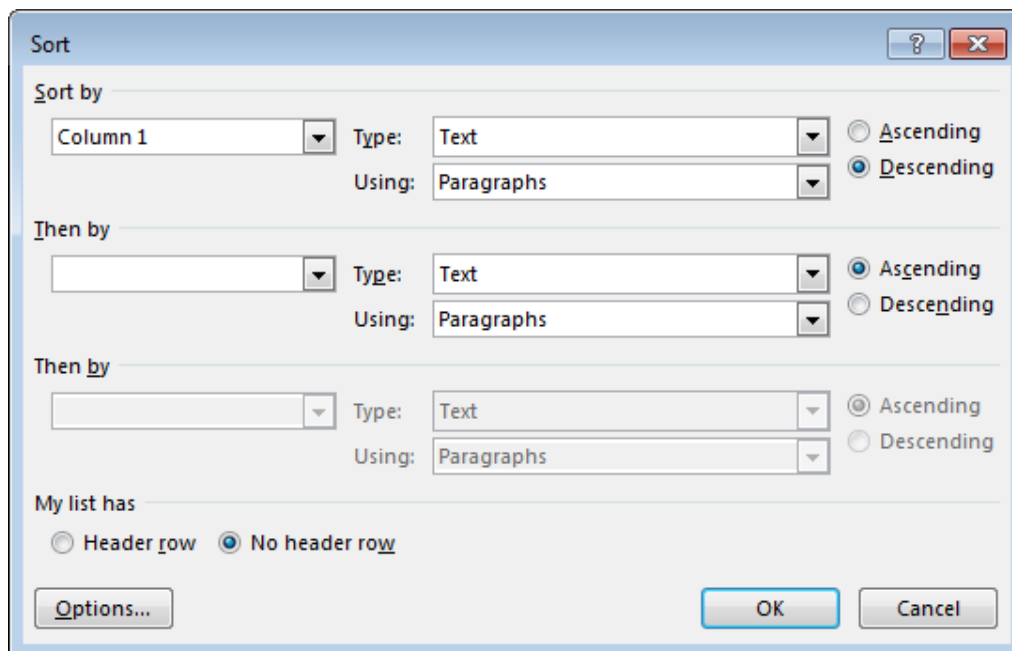 Sort
Sort by
Column 1 Type: Text Ascending
Using: Paragraphs Descending
Then by
Type: Text Ascending
Using: Paragraphs Descending
Then by
Type: Text Ascending
Using: Paragraphs Descending
My list has
Header row No header row
Options... OK Cancel